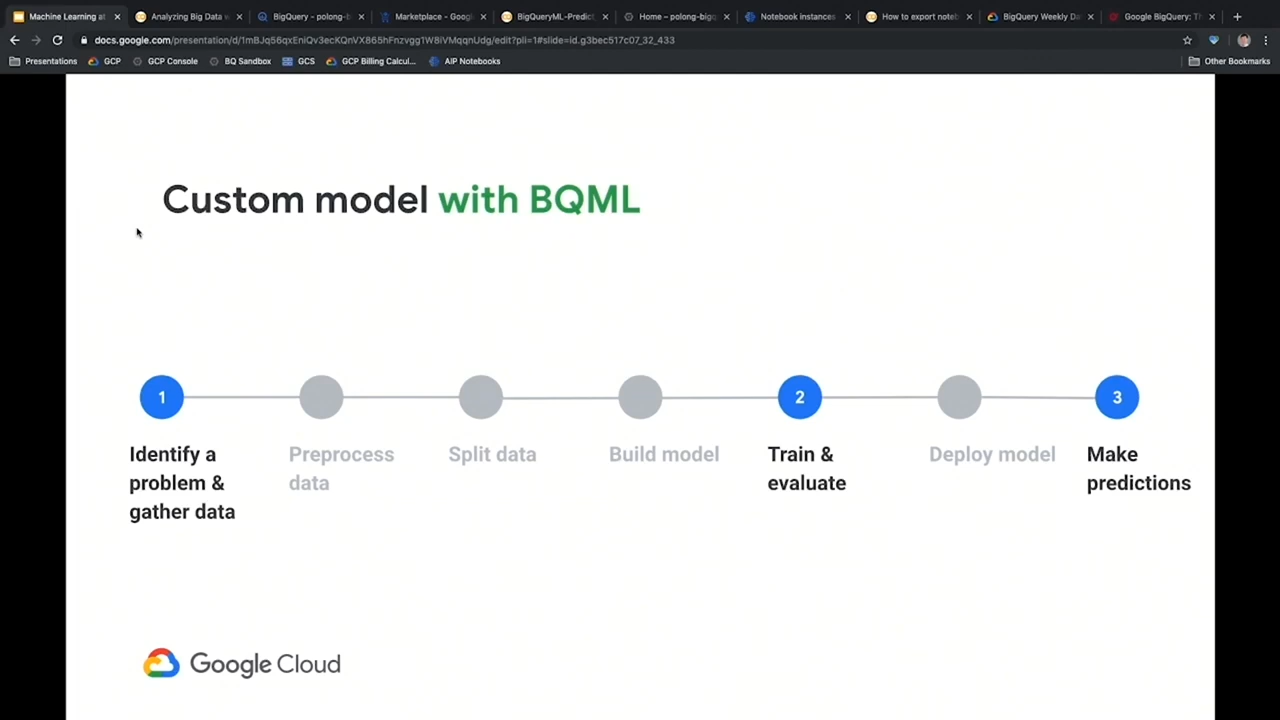 Machine Learning at
Analyzing Big Data w
BigQuery - polong-b
Marketplace - Goog
BigQueryML-Predict
Home – polong-bigq
Notebook instances
How to export noteb
BigQuery Weekly Da
Google BigQuery: Th
docs.google.com/presentation/d/1mBJq56qxEniQv3ecKQnVX865hFnzvgg1W8iVMqqnUdg/edit?pli=1#slide=id.g3bec517c07_32_433
Presentations
GCP
GCP Console
BQ Sandbox
GCS
GCP Billing Calcul...
AIP Notebooks
Other Bookmarks
Custom model with BQML
1
2
3
Identify a
problem &
gather data
Preprocess
data
Split data
Build model
Train &
evaluate
Deploy model
Make
predictions
Google Cloud